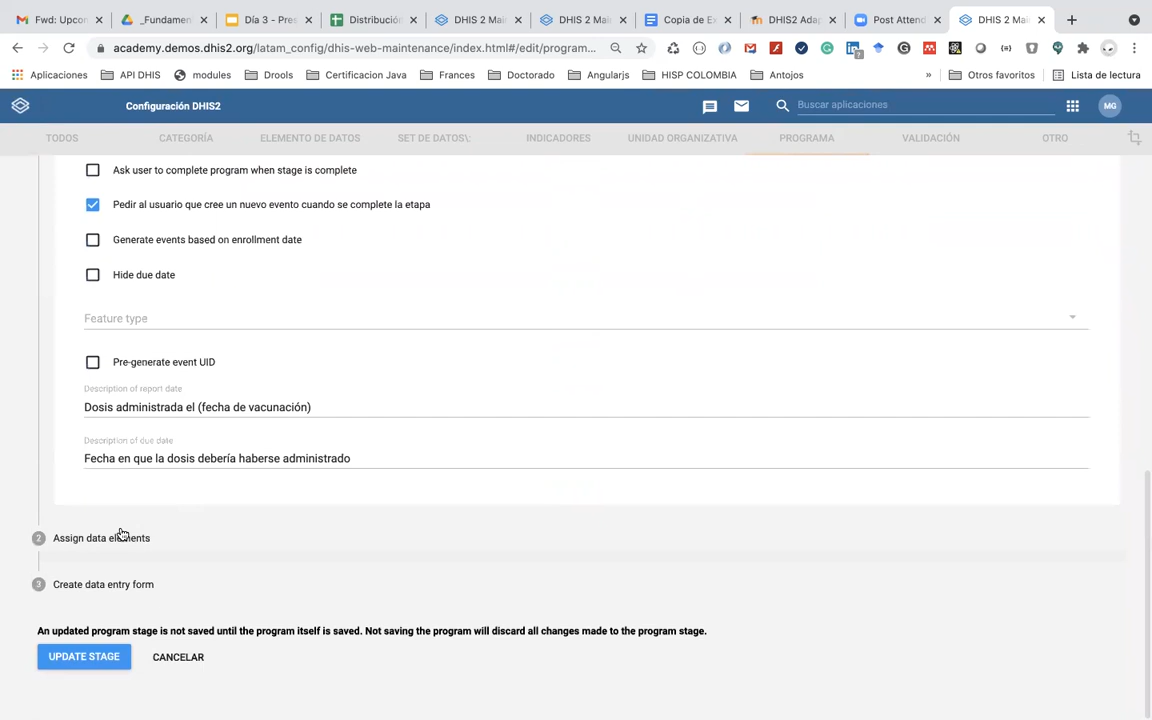 Fwd: Upcon
_Fundamen
Día 3 - Pres
Distribución
DHIS 2 Mai
DHIS 2 Mai
Copia de E
DHIS2 Ada
Post Attend
DHIS 2 Mai
academy.demos.dhis2.org/latam_config/dhis-web-maintenance/index.html#/edit/program...
Aplicaciones API DHIS modules Drools Certificacion Java Frances Doctorado Angularjs HISP COLOMBIA Antojos » Otros favoritos Lista de lectura
Configuración DHIS2 Buscar aplicaciones MG
TODOS CATEGORÍA ELEMENTO DE DATOS SET DE DATOS\: INDICADORES UNIDAD ORGANIZATIVA PROGRAMA VALIDACIÓN OTRO
Ask user to complete program when stage is complete
Pedir al usuario que cree un nuevo evento cuando se complete la etapa
Generate events based on enrollment date
Hide due date
Feature type
Pre-generate event UID
Description of report date
Dosis administrada el (fecha de vacunación)
Description of due date
Fecha en que la dosis debería haberse administrado
2 Assign data elements
3 Create data entry form
An updated program stage is not saved until the program itself is saved. Not saving the program will discard all changes made to the program stage.
UPDATE STAGE CANCELAR